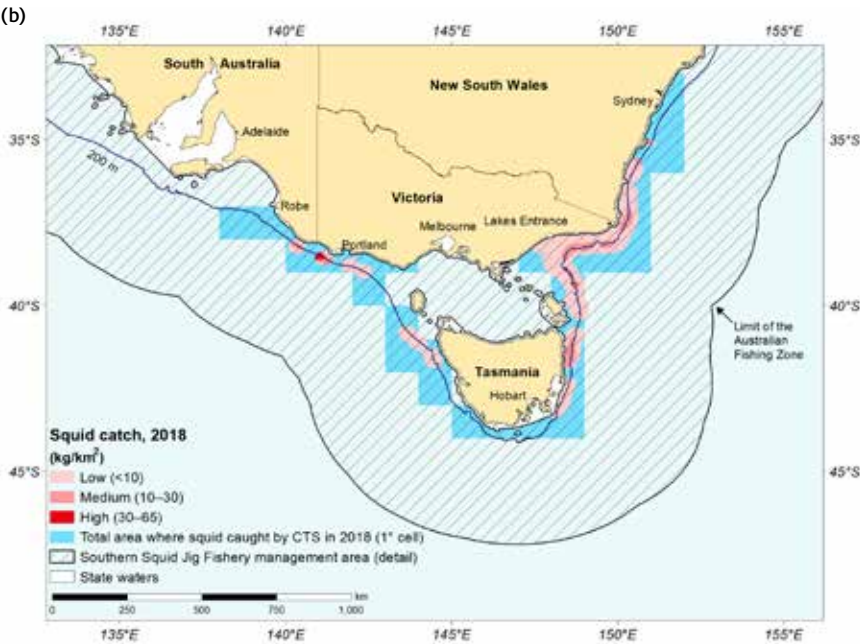 (b)
135°E 140°E 145°E 150°E 155°E
South Australia
New South Wales
Sydney
Adelaide
35°S 35°S
200 m
Victoria
Robe
Melbourne Lakes Entrance
Portland
40°S 40°S
Limit of the
Australian
Fishing Zone
Tasmania
Hobart
Squid catch, 2018
(kg/km²)
45°S 45°S
Low (<10)
Medium (10–30)
High (30–65)
Total area where squid caught by CTS in 2018 (1° cell)
Southern Squid Jig Fishery management area (detail)
State waters
km
0 250 500 750 1,000
135°E 140°E 145°E 150°E 155°E